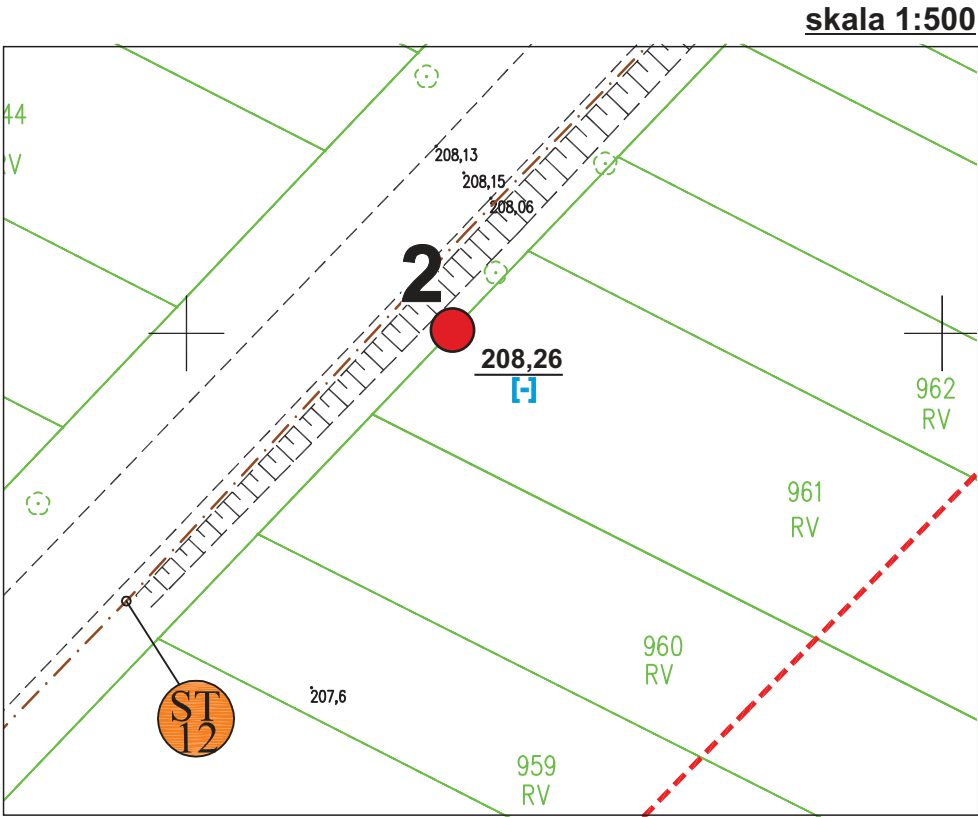 skala 1:500
44
RV
208,13
208,15
208,06
2
208,26
[-]
962
RV
961
RV
960
RV
207,6
ST
12
959
RV